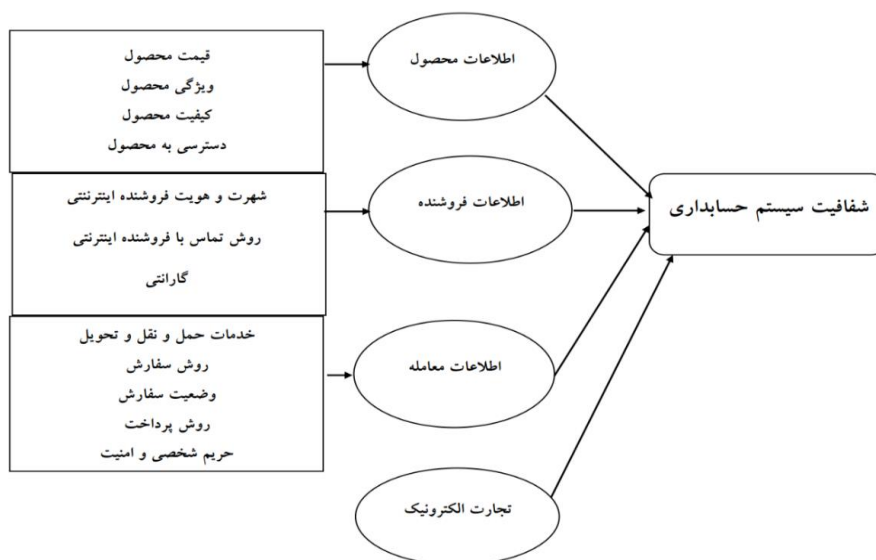 قیمت محصول
ویژگی محصول
کیفیت محصول
دسترسی به محصول
شهرت و هویت فروشنده اینترنتی
روش تماس با فروشنده اینترنتی
گارانتی
خدمات حمل و نقل و تحویل
روش سفارش
وضعیت سفارش
روش پرداخت
حریم شخصی و امنیت
اطلاعات محصول
اطلاعات فروشنده
اطلاعات معامله
تجارت الکترونیک
شفافیت سیستم حسابداری